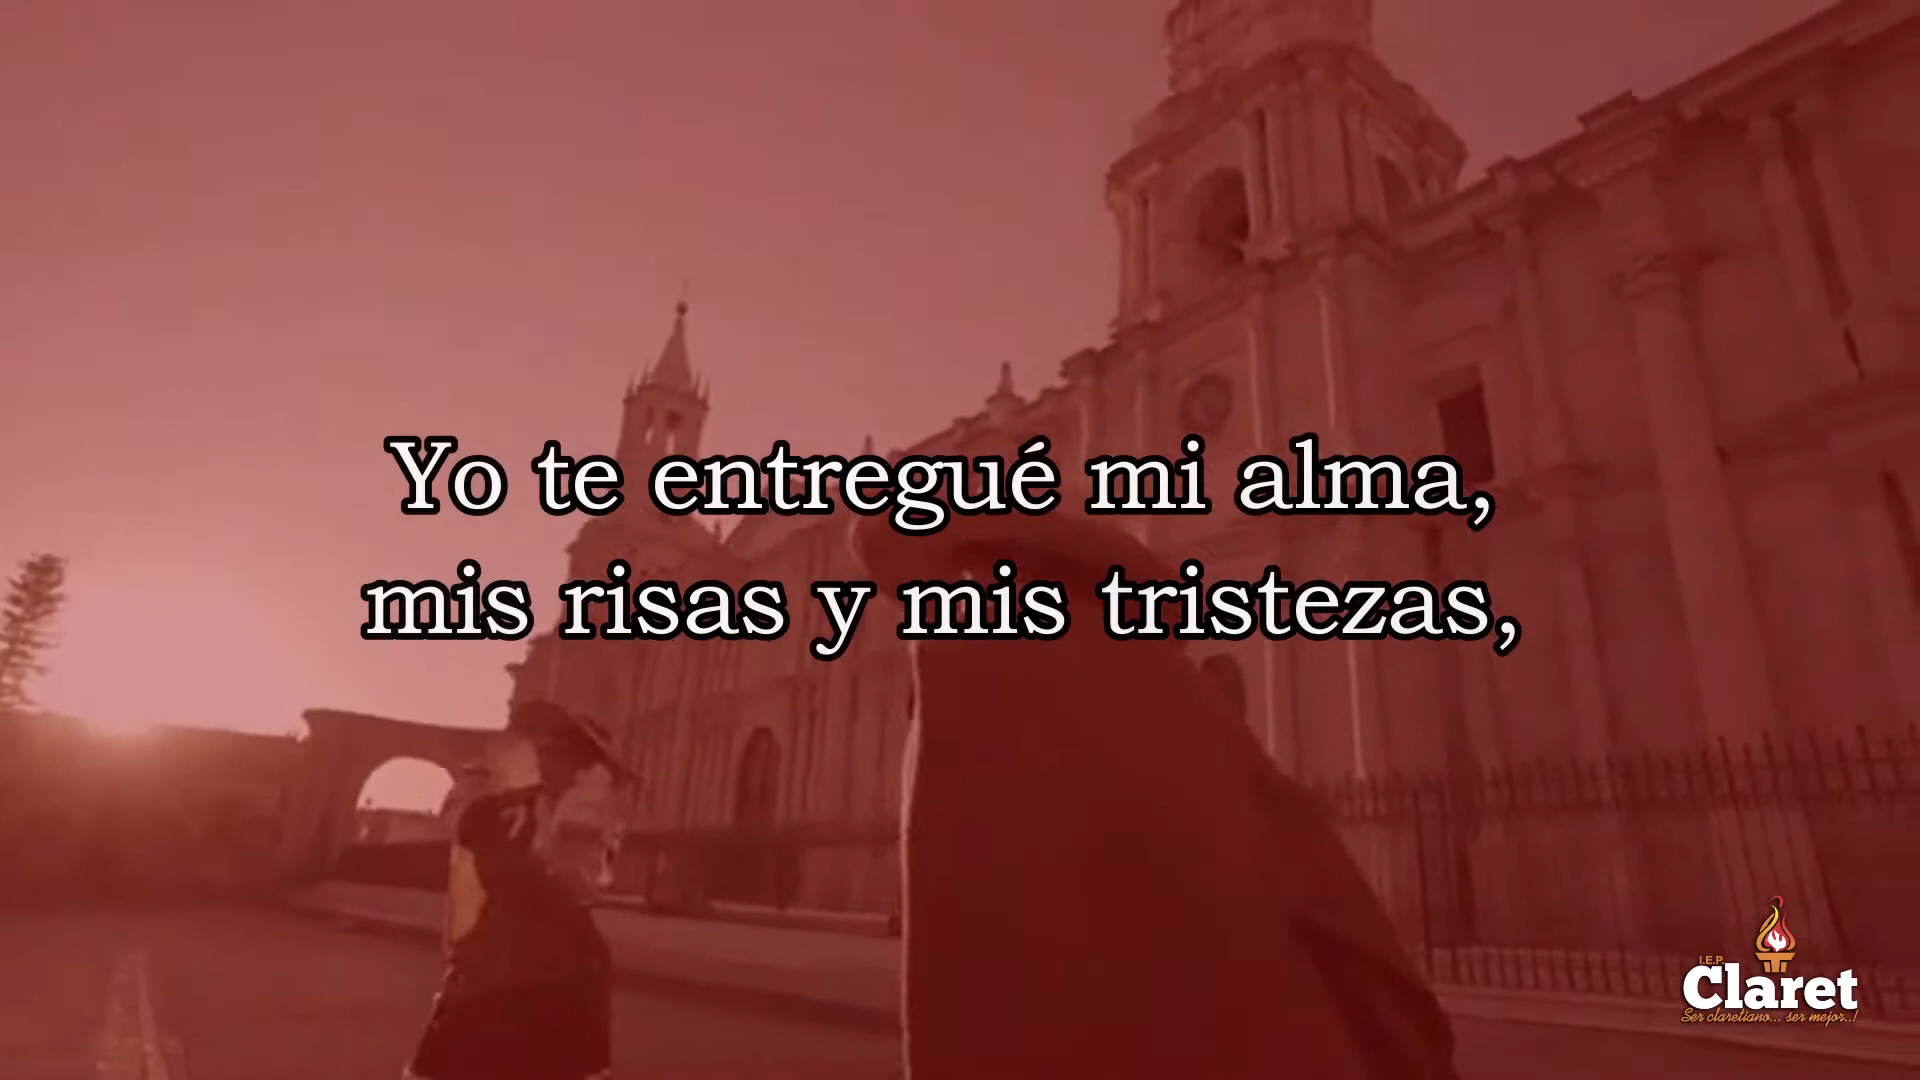 Yo te entregué mi alma,
mis risas y mis tristezas,
I.E.P.
Claret
Ser claretiano... ser mejor..!